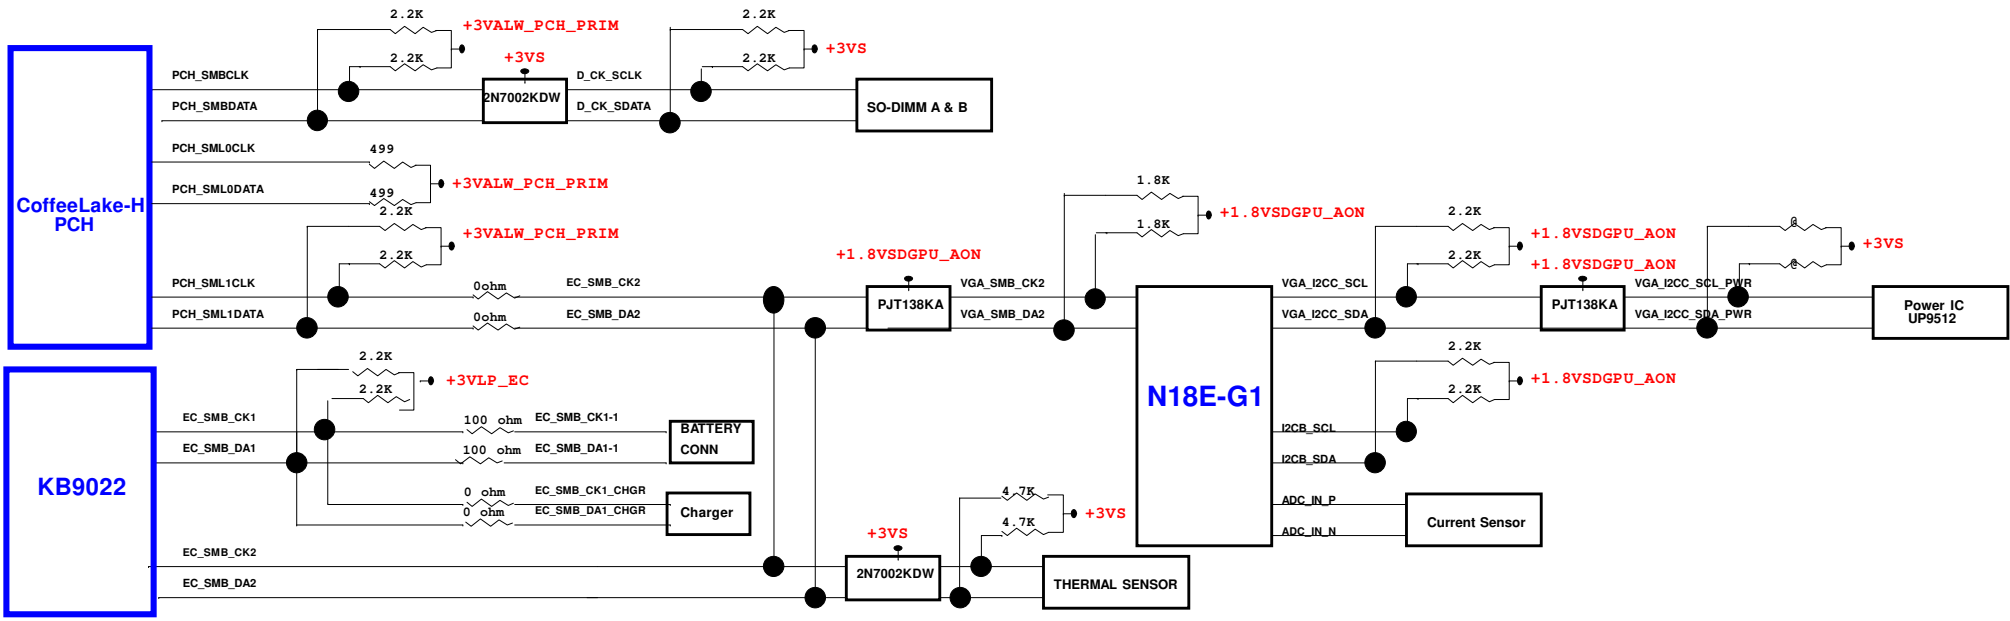 2.2K
+3VALW_PCH_PRIM
2.2K
+3VS
2.2K
+3VS
2.2K
PCH_SMBCLK
PCH_SMBDATA
2N7002KDW
D_CK_SCLK
D_CK_SDATA
SO-DIMM A & B
PCH_SML0CLK
499
+3VALW_PCH_PRIM
PCH_SML0DATA
499
CoffeeLake-H
PCH
2.2K
+3VALW_PCH_PRIM
2.2K
PCH_SML1CLK
0ohm
EC_SMB_CK2
PCH_SML1DATA
0ohm
EC_SMB_DA2
+1.8VSDGPU_AON
PJT138KA
VGA_SMB_CK2
VGA_SMB_DA2
1.8K
+1.8VSDGPU_AON
1.8K
N18E-G1
VGA_I2CC_SCL
VGA_I2CC_SDA
2.2K
+1.8VSDGPU_AON
2.2K
+1.8VSDGPU_AON
PJT138KA
VGA_I2CC_SCL_PWR
VGA_I2CC_SDA_PWR
@
+3VS
@
Power IC
UP9512
2.2K
+1.8VSDGPU_AON
2.2K
I2CB_SCL
I2CB_SDA
ADC_IN_P
ADC_IN_N
Current Sensor
KB9022
2.2K
+3VLP_EC
2.2K
EC_SMB_CK1
100 ohm
EC_SMB_CK1-1
EC_SMB_DA1
100 ohm
EC_SMB_DA1-1
BATTERY
CONN
0 ohm
EC_SMB_CK1_CHGR
0 ohm
EC_SMB_DA1_CHGR
Charger
EC_SMB_CK2
EC_SMB_DA2
+3VS
2N7002KDW
4.7K
+3VS
4.7K
THERMAL SENSOR